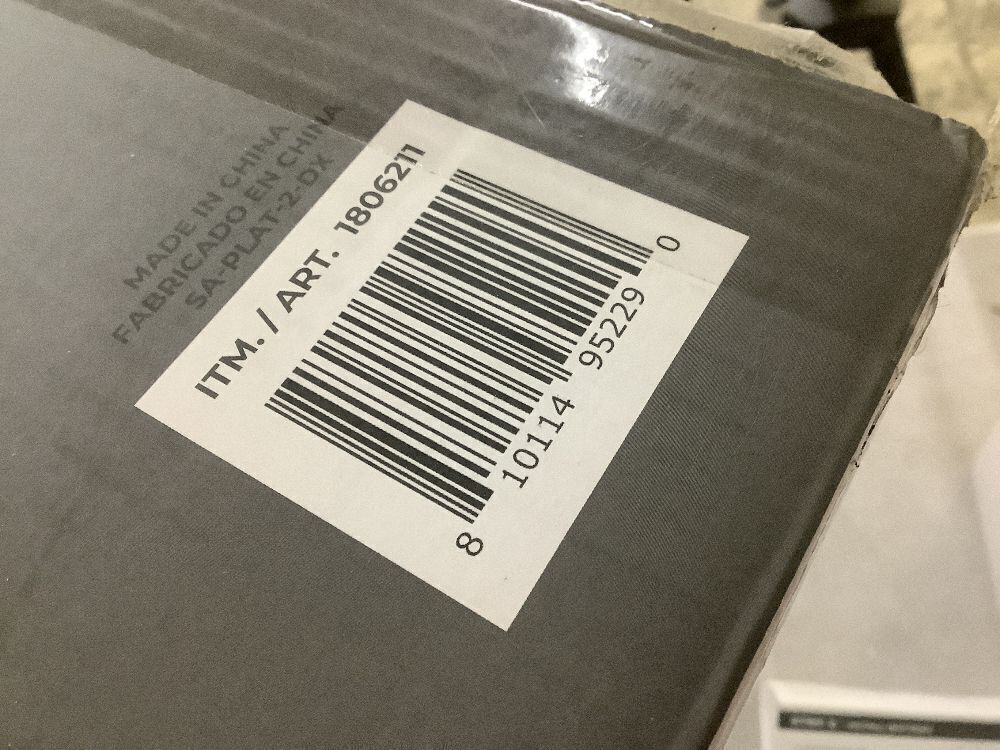 MADE IN CHINA
FABRICADO EN CHINA
SA-PLAT-2-DX
ITM. / ART. 1806211
8 10114 95229 0